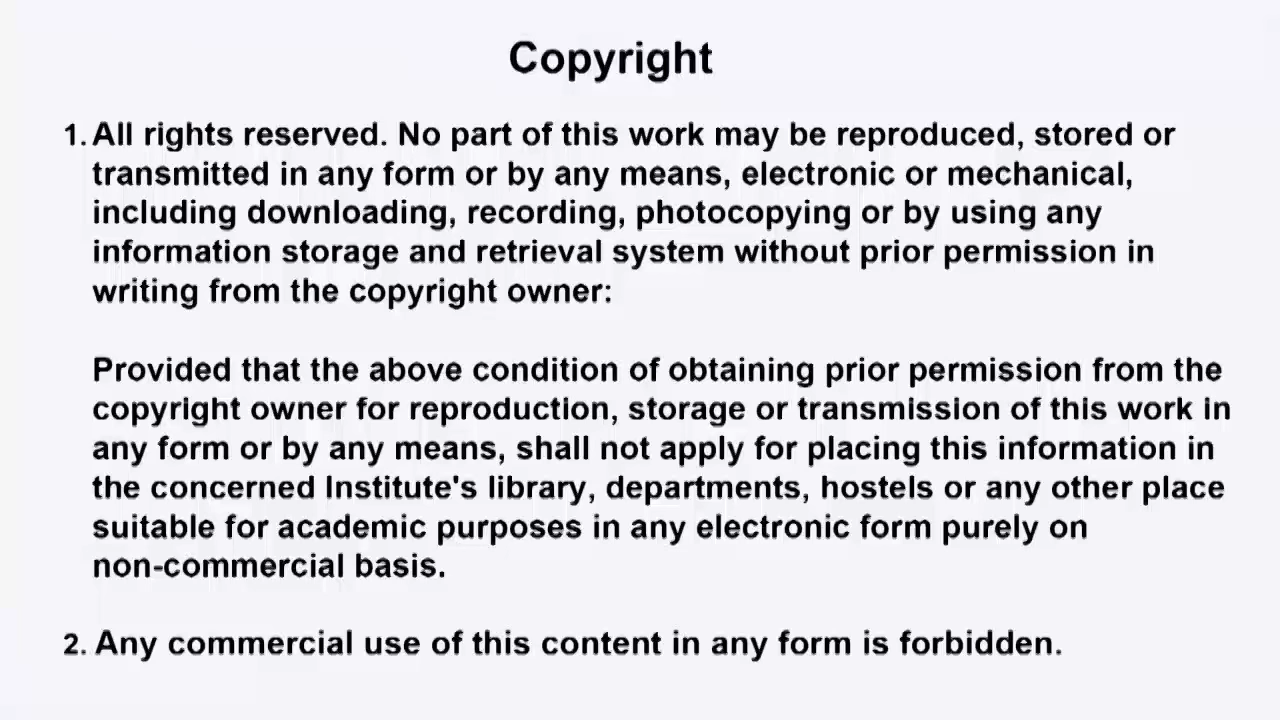 Copyright
1. All rights reserved. No part of this work may be reproduced, stored or
transmitted in any form or by any means, electronic or mechanical,
including downloading, recording, photocopying or by using any
information storage and retrieval system without prior permission in
writing from the copyright owner:
Provided that the above condition of obtaining prior permission from the
copyright owner for reproduction, storage or transmission of this work in
any form or by any means, shall not apply for placing this information in
the concerned Institute's library, departments, hostels or any other place
suitable for academic purposes in any electronic form purely on
non-commercial basis.
2. Any commercial use of this content in any form is forbidden.